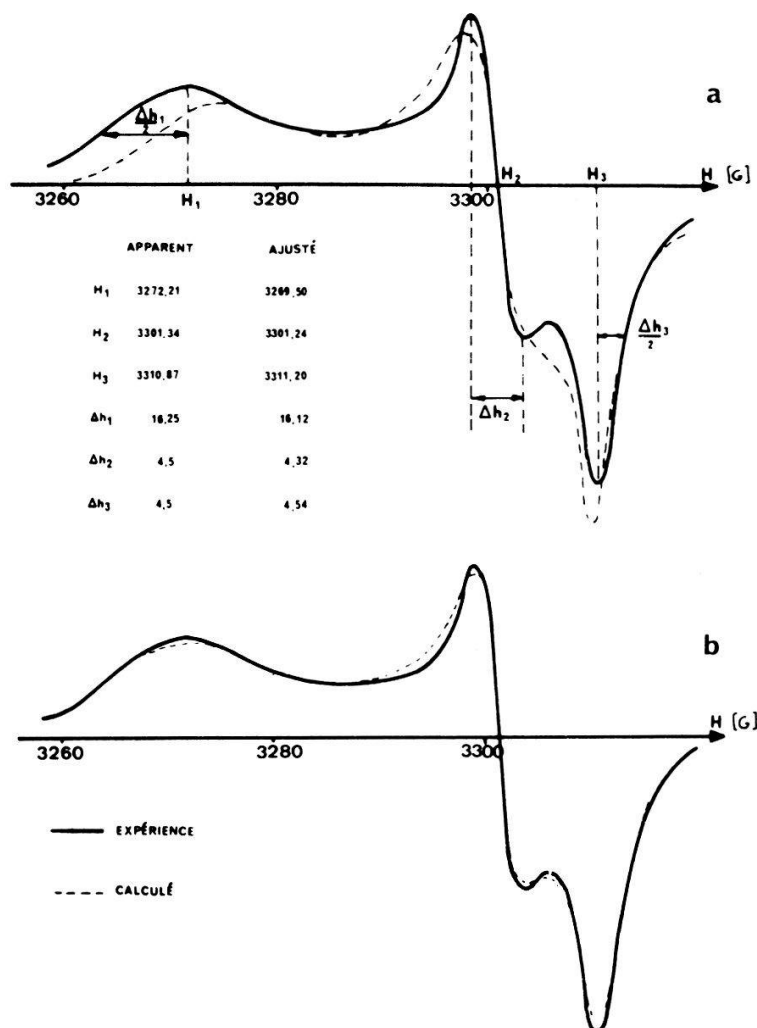 a
Δh₁
2
H₂
H₃
H [G]
3260
H₁
3280
3300
APPARENT AJUSTÉ
H₁ 3272,21 3269,50
H₂ 3301,34 3301,24
H₃ 3310,87 3311,20
Δh₁ 16,25 16,12
Δh₂ 4,5 4,32
Δh₃ 4,5 4,54
Δh₃
2
Δh₂
b
H [G]
3260
3280
3300
EXPÉRIENCE
CALCULÉ